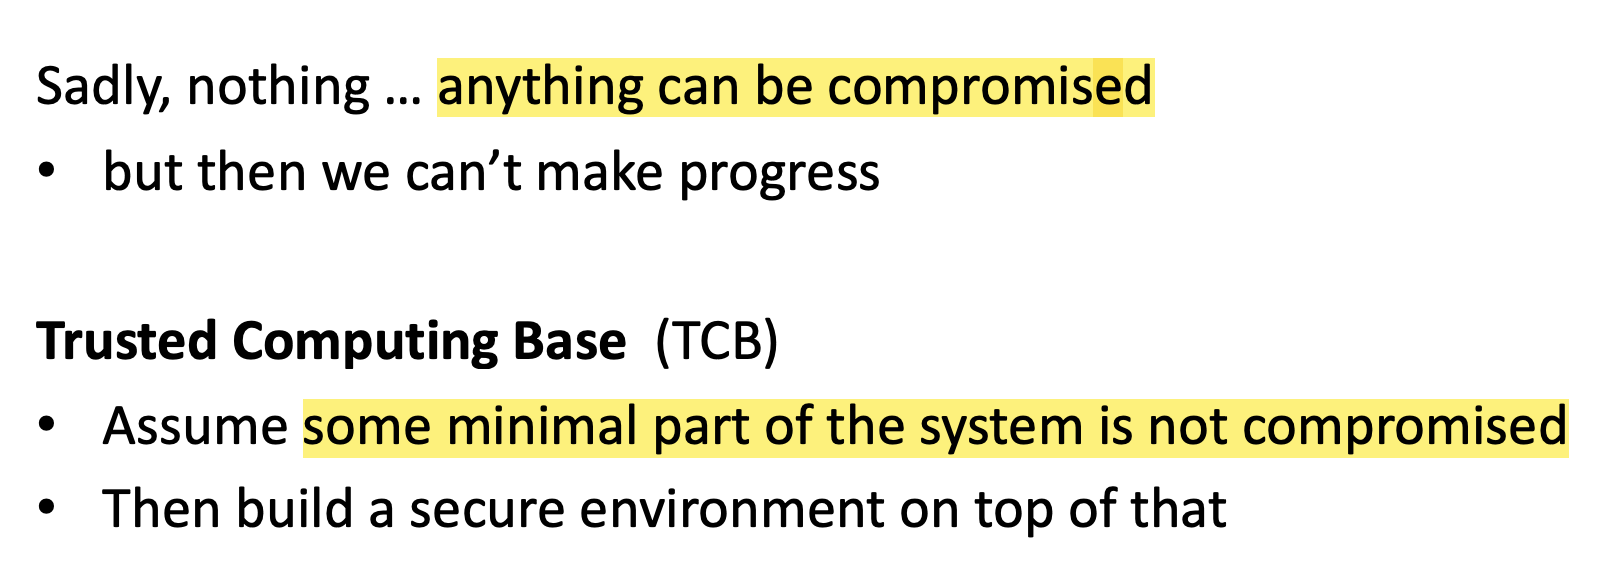 Sadly, nothing … anything can be compromised
• but then we can’t make progress
Trusted Computing Base (TCB)
• Assume some minimal part of the system is not compromised
• Then build a secure environment on top of that